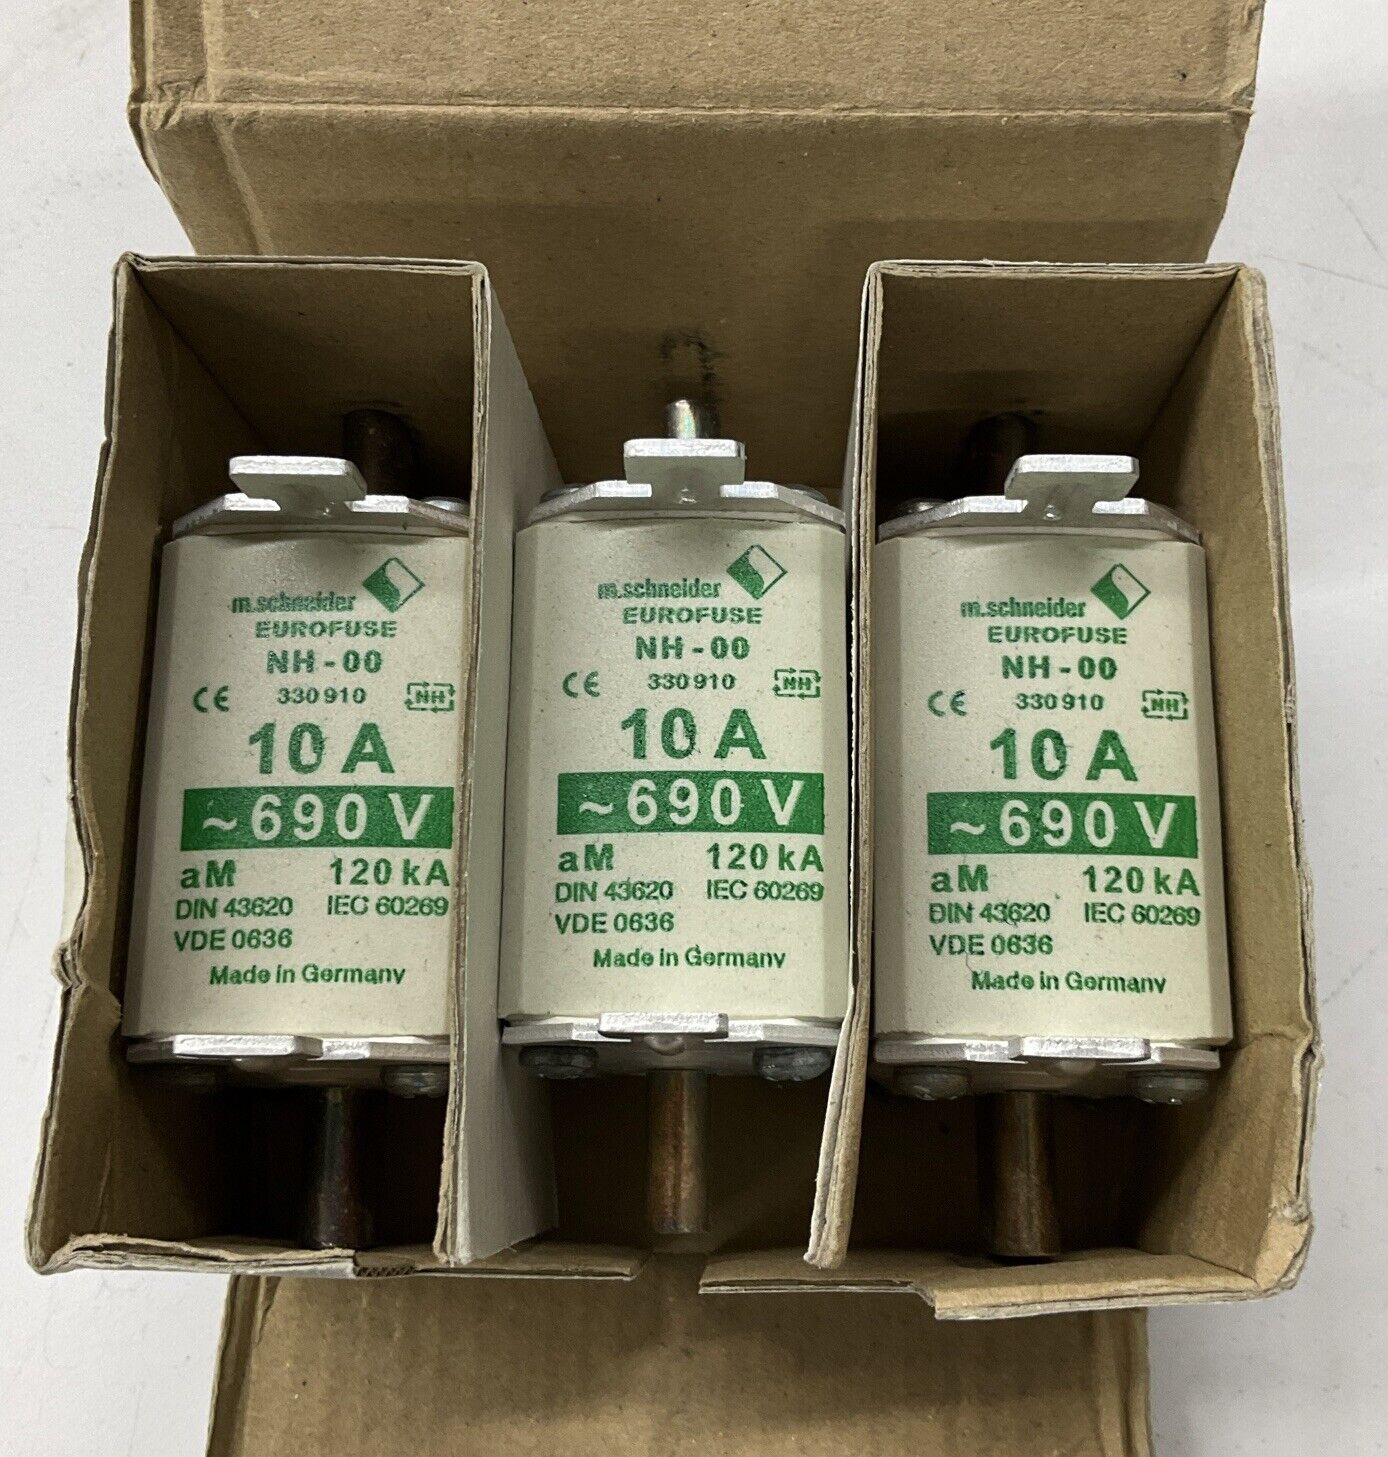 m.schneider
EUROFUSE
NH-00
CE 330910 NH
10 A
~690 V
aM 120 kA
DIN 43620 IEC 60269
VDE 0636
Made in Germany
m.schneider
EUROFUSE
NH-00
CE 330910 NH
10 A
~690 V
aM 120 kA
DIN 43620 IEC 60269
VDE 0636
Made in Germany
m.schneider
EUROFUSE
NH-00
CE 330910 NH
10 A
~690 V
aM 120 kA
DIN 43620 IEC 60269
VDE 0636
Made in Germany